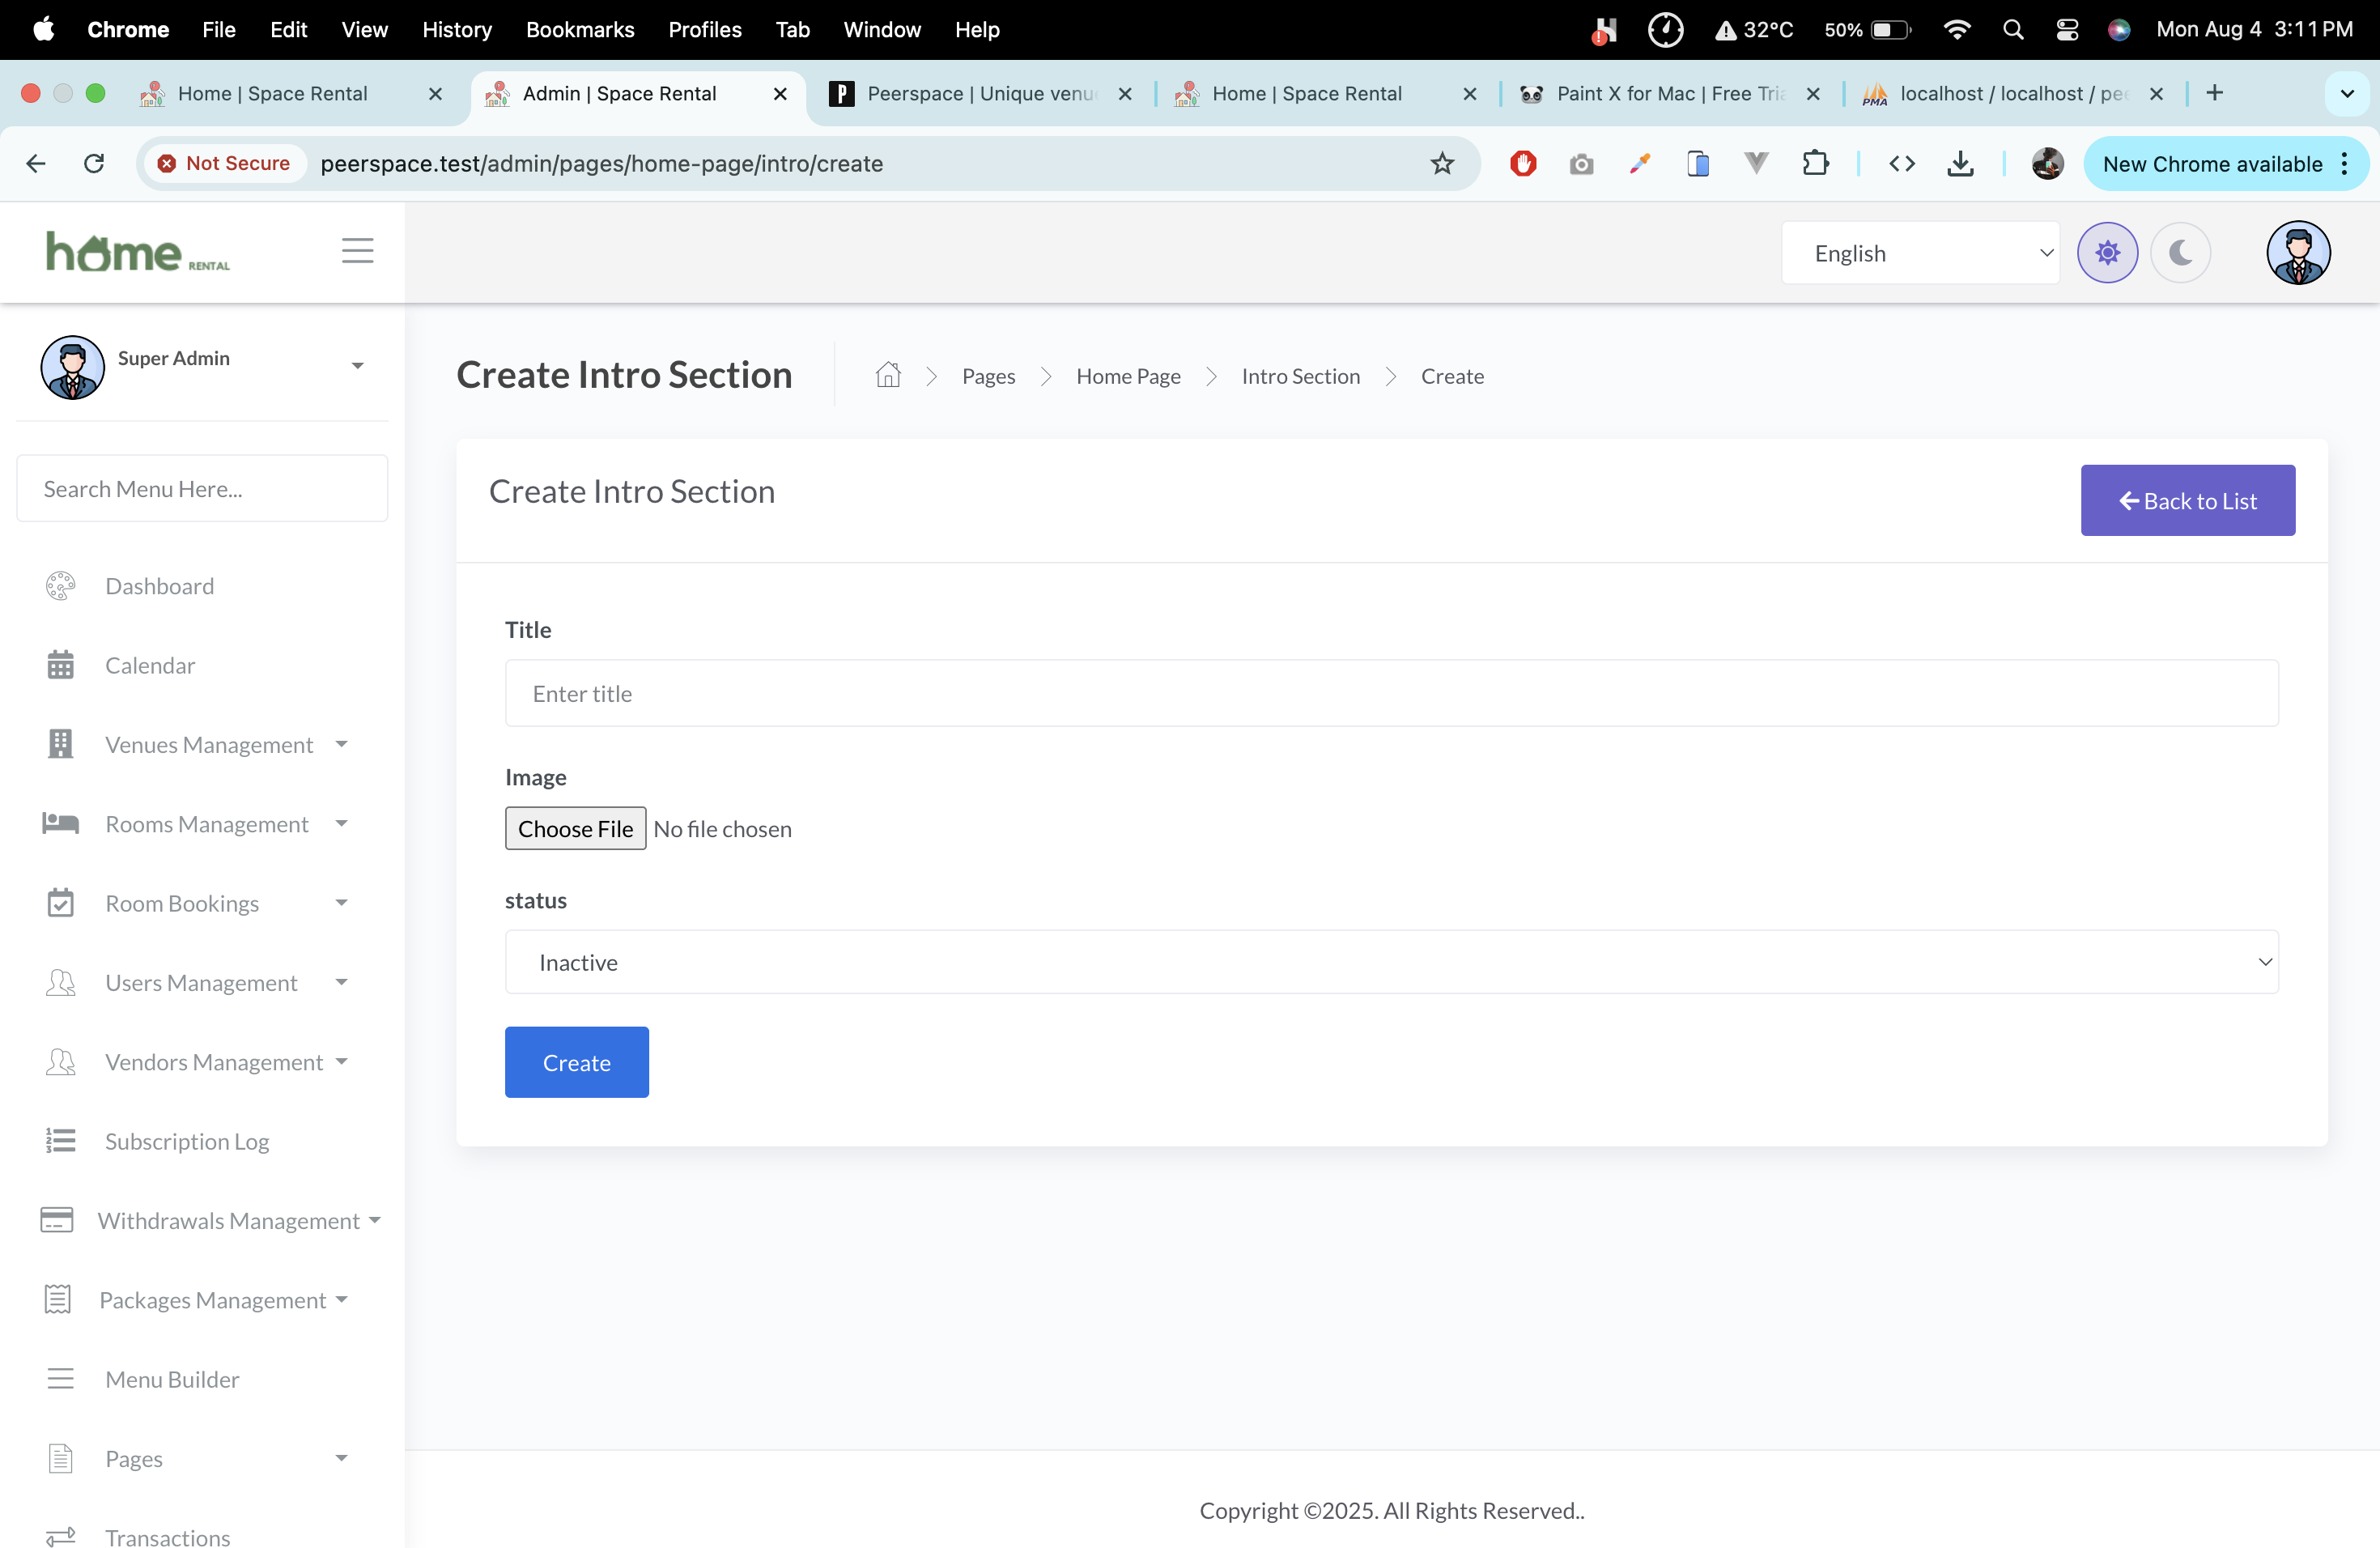 Chrome File Edit View History Bookmarks Profiles Tab Window Help 32°C 50% Mon Aug 4 3:11 PM
Home | Space Rental Admin | Space Rental Peerspace | Unique venu Home | Space Rental Paint X for Mac | Free Tria PMA localhost / localhost / pee
Not Secure peerspace.test/admin/pages/home-page/intro/create New Chrome available
home RENTAL
English
Super Admin
Create Intro Section
Pages Home Page Intro Section Create
Search Menu Here...
Create Intro Section
Back to List
Dashboard
Calendar
Venues Management
Rooms Management
Room Bookings
Users Management
Vendors Management
Subscription Log
Withdrawals Management
Packages Management
Menu Builder
Pages
Transactions
Title
Enter title
Image
Choose File No file chosen
status
Inactive
Create
Copyright ©2025. All Rights Reserved..